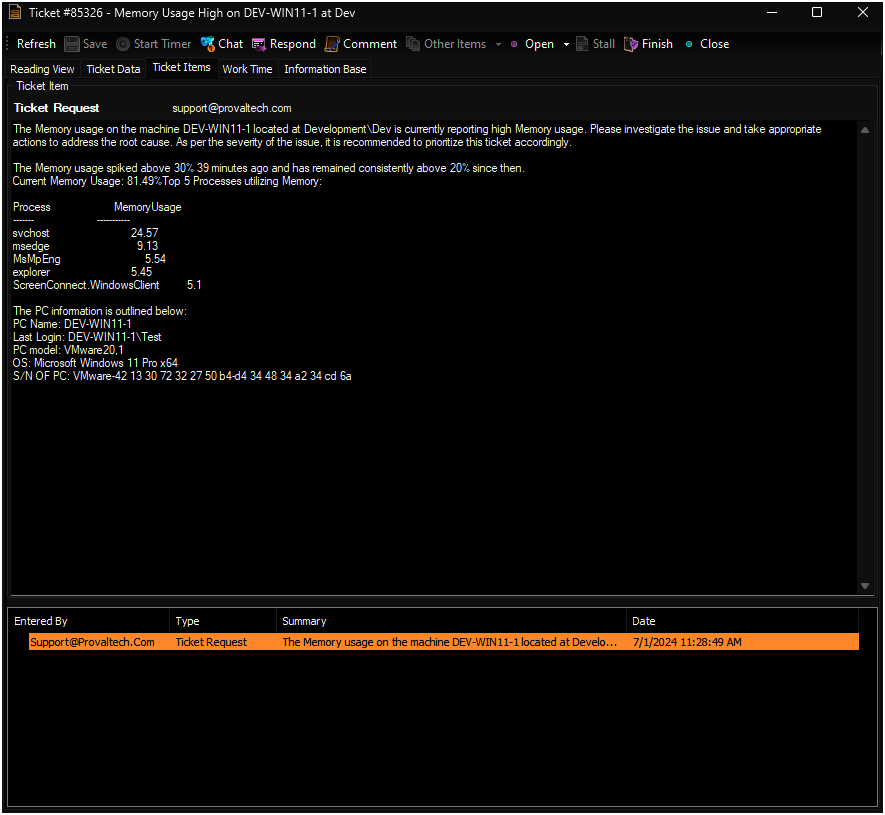 Ticket #85326 - Memory Usage High on DEV-WIN11-1 at Dev
Refresh Save Start Timer Chat Respond Comment Other Items Open Stall Finish Close
Reading View Ticket Data Ticket Items Work Time Information Base
Ticket Item
Ticket Request support@provaltech.com
The Memory usage on the machine DEV-WIN11-1 located at Development\Dev is currently reporting high Memory usage. Please investigate the issue and take appropriate
actions to address the root cause. As per the severity of the issue, it is recommended to prioritize this ticket accordingly.
The Memory usage spiked above 30% 39 minutes ago and has remained consistently above 20% since then.
Current Memory Usage: 81.49%Top 5 Processes utilizing Memory:
Process MemoryUsage
------- -----------
svchost 24.57
msedge 9.13
MsMpEng 5.54
explorer 5.45
ScreenConnect.WindowsClient 5.1
The PC information is outlined below:
PC Name: DEV-WIN11-1
Last Login: DEV-WIN11-1\Test
PC model: VMware20,1
OS: Microsoft Windows 11 Pro x64
S/N OF PC: VMware-42 13 30 72 32 27 50 b4-d4 34 48 34 a2 34 cd 6a
Entered By Type Summary Date
Support@Provaltech.Com Ticket Request The Memory usage on the machine DEV-WIN11-1 located at Develo... 7/1/2024 11:28:49 AM